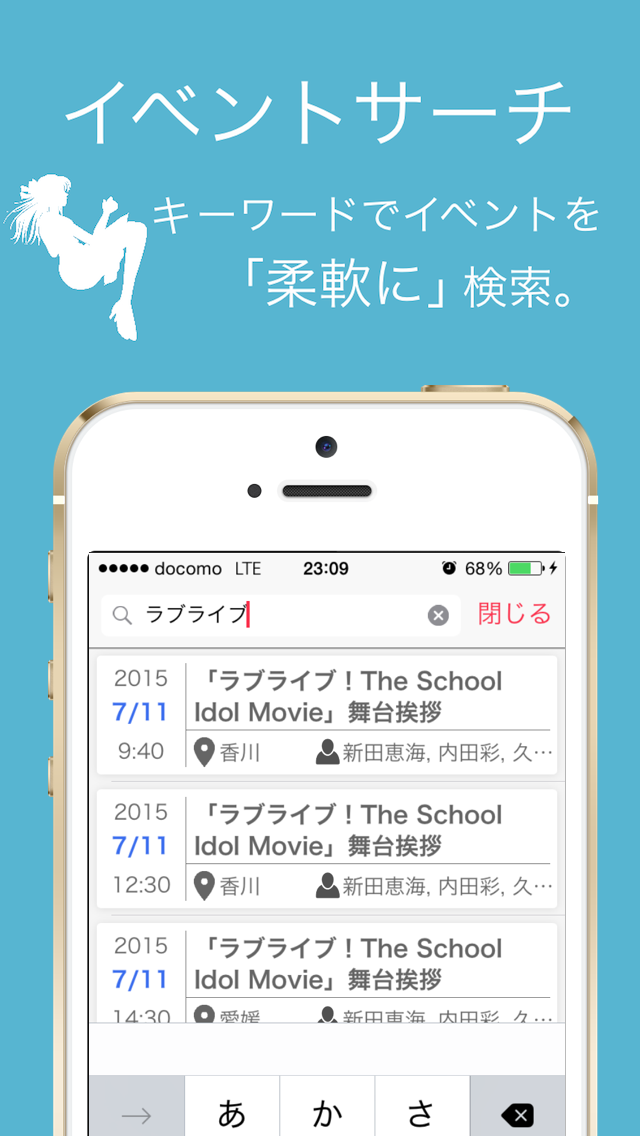 イベントサーチ
キーワードでイベントを
「柔軟に」検索。
docomo LTE 23:09 68%
ラブライブ 閉じる
2015
7/11
9:40
「ラブライブ！The School
Idol Movie」舞台挨拶
香川 新田恵海, 内田彩, 久…
2015
7/11
12:30
「ラブライブ！The School
Idol Movie」舞台挨拶
香川 新田恵海, 内田彩, 久…
2015
7/11
14:30
「ラブライブ！The School
Idol Movie」舞台挨拶
愛媛 新田恵海, 内田彩, 久…
→ あ か さ